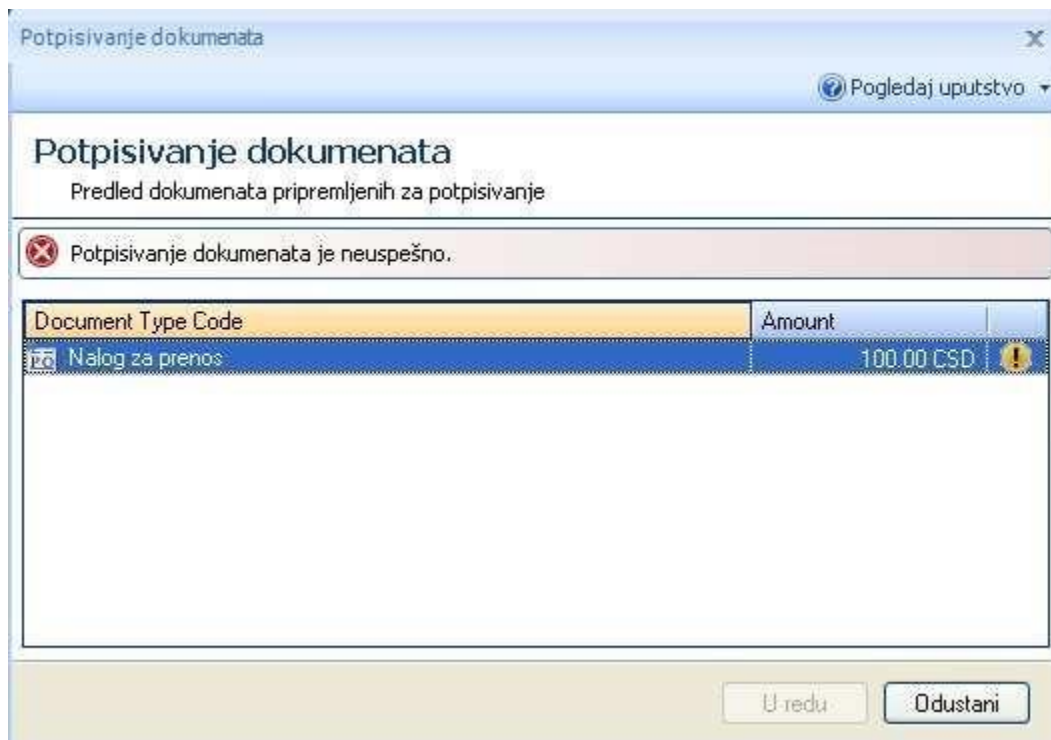 Potpisivanje dokumenata
Pogledaj uputstvo
Potpisivanje dokumenata
Predled dokumenata pripremljenih za potpisivanje
Potpisivanje dokumenata je neuspešno.
Document Type Code Amount
Nalog za prenos 100.00 CSD
U redu Odustani